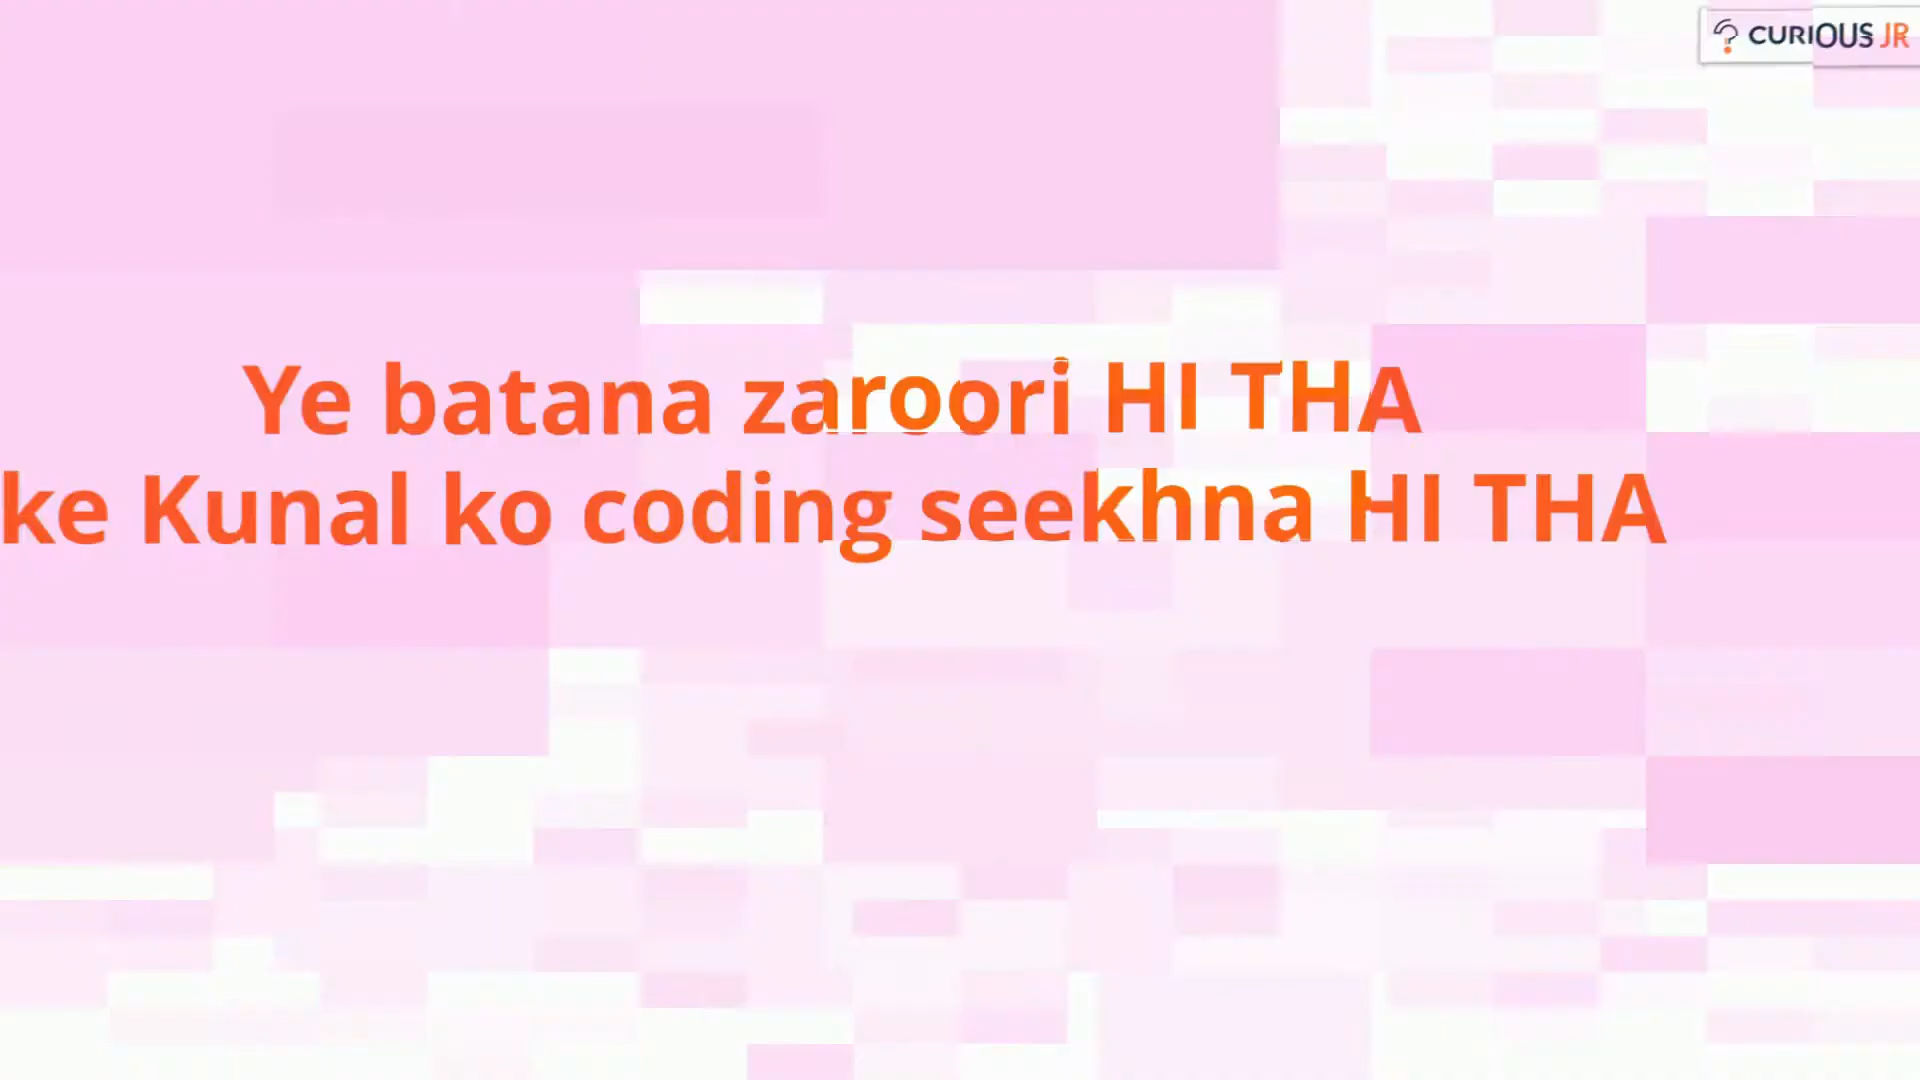 CURIOUS JR
Ye batana zaroori HI THA
ke Kunal ko coding seekhna HI THA